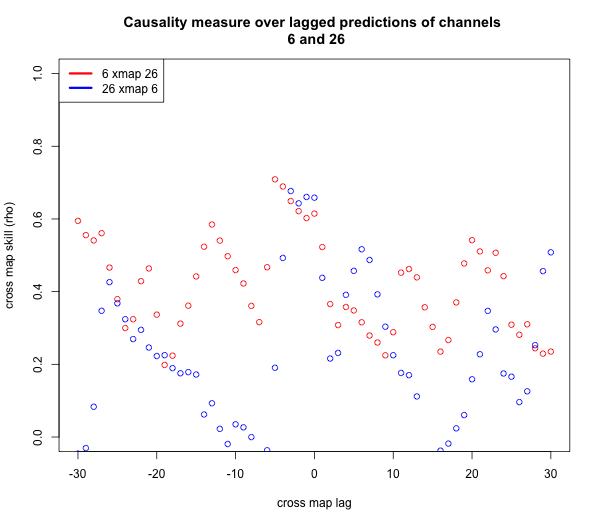 Causality measure over lagged predictions of channels
6 and 26
6 xmap 26
26 xmap 6
cross map skill (rho)
1.0
0.8
0.6
0.4
0.2
0.0
-30
-20
-10
0
10
20
30
cross map lag